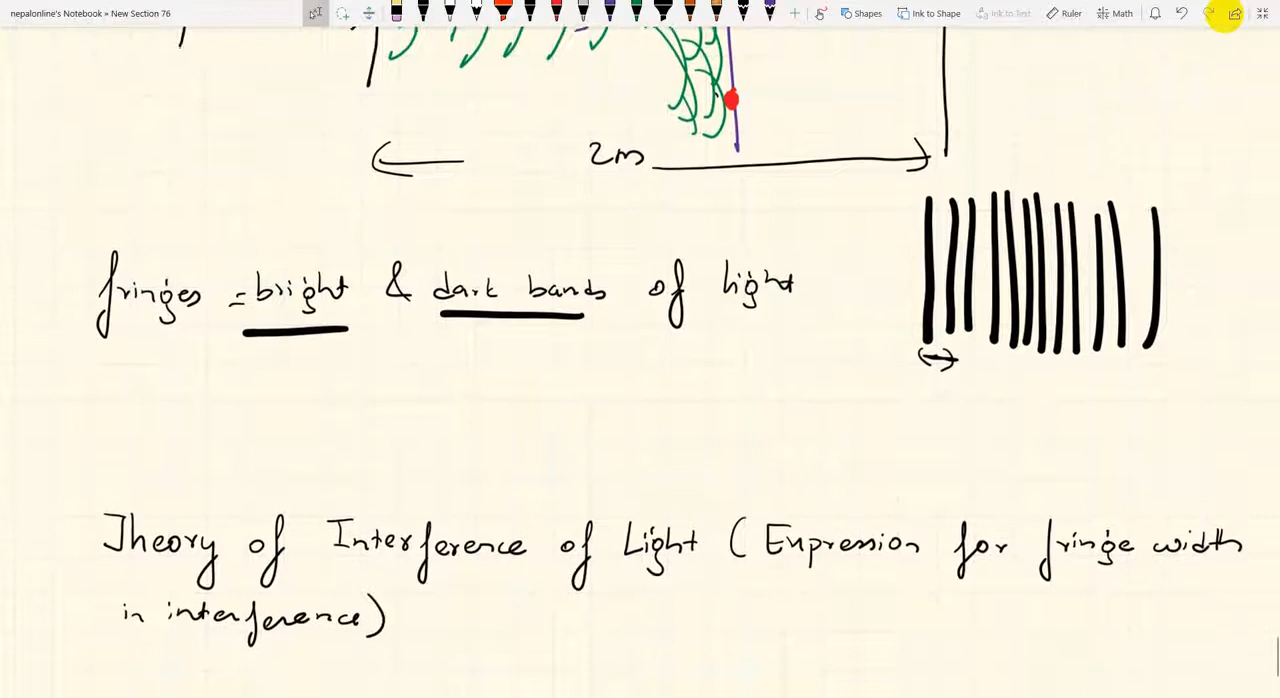 nepalonline's Notebook » New Section 76
Shapes
Ink to Shape
Ink to Text
Ruler
Math
2m
fringes = bright & dark bands of light
Theory of Interference of Light (Expression for fringe width
in interference)